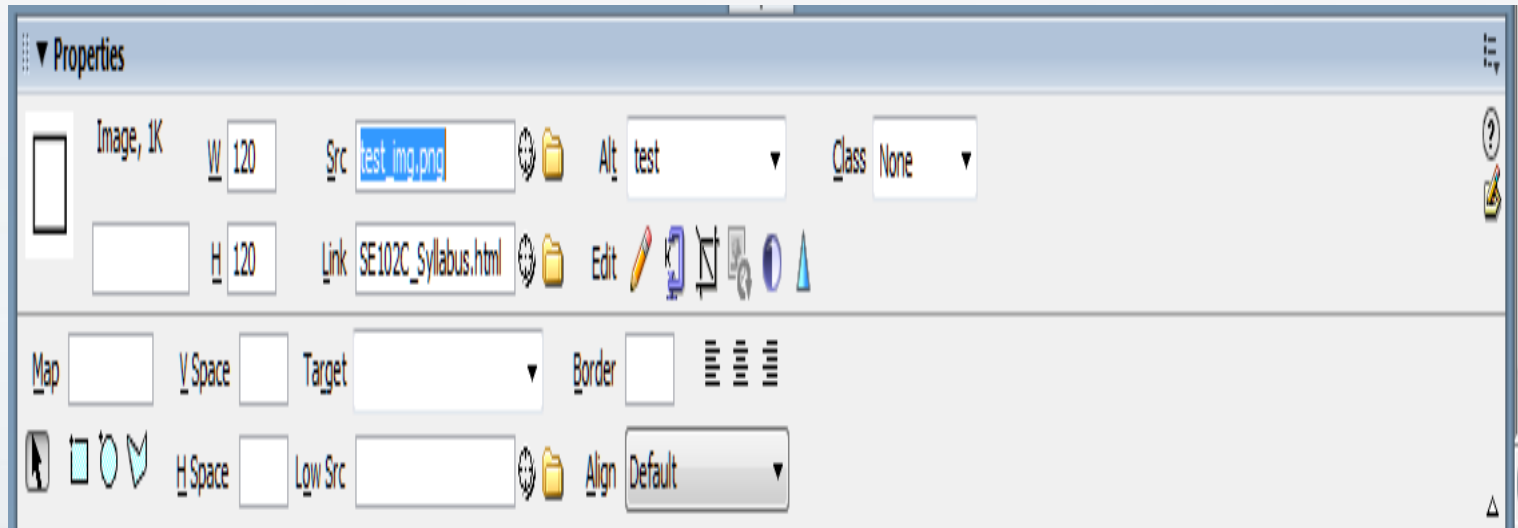 Properties
Image, 1K W 120 Src test_img.png Alt test Class None
?
H 120 Link SE102C_Syllabus.html Edit
Map V Space Target Border
H Space Low Src Align Default